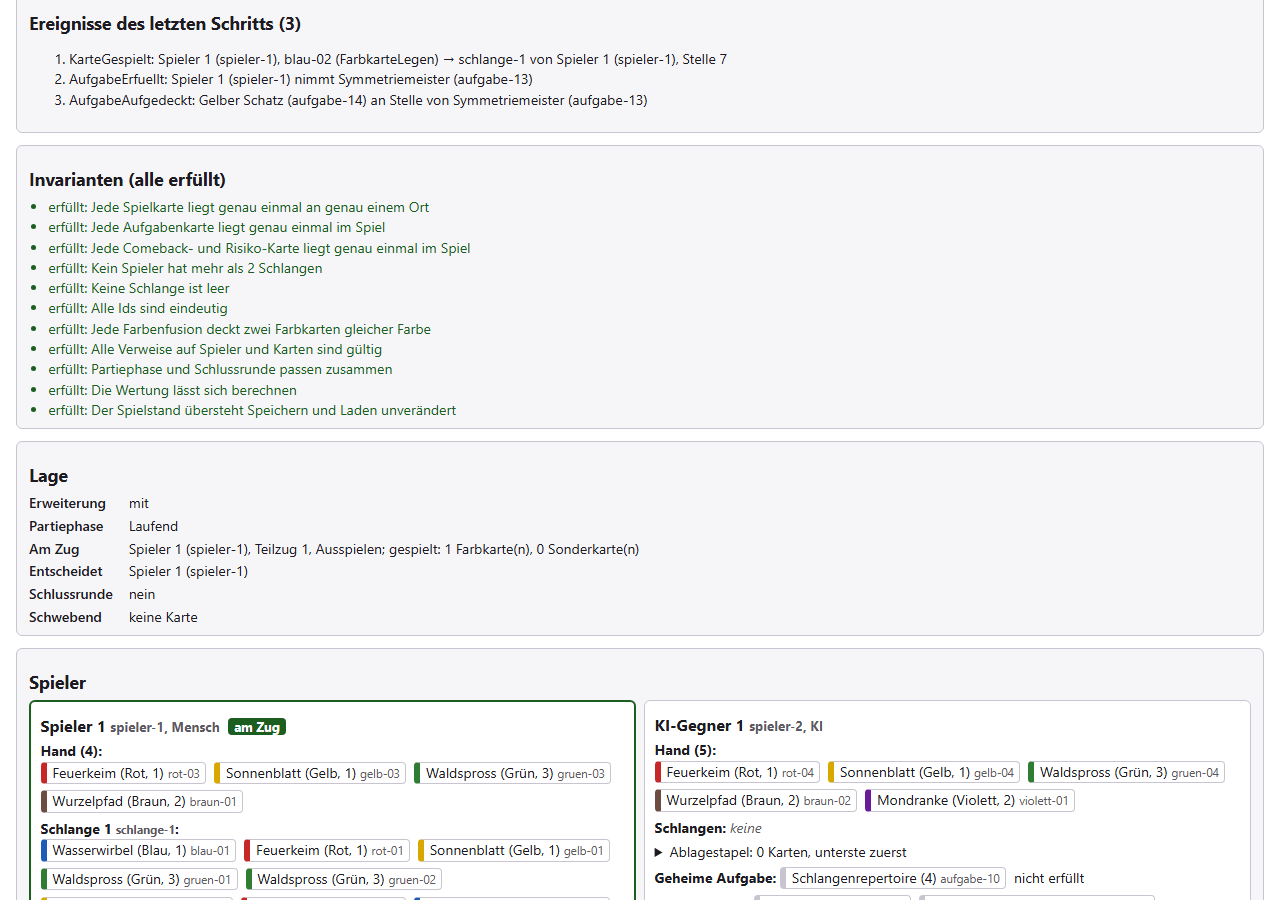 Ereignisse des letzten Schritts (3)
1. KarteGespielt: Spieler 1 (spieler-1), blau-02 (FarbkarteLegen) → schlange-1 von Spieler 1 (spieler-1), Stelle 7
2. AufgabeErfuellt: Spieler 1 (spieler-1) nimmt Symmetriemeister (aufgabe-13)
3. AufgabeAufgedeckt: Gelber Schatz (aufgabe-14) an Stelle von Symmetriemeister (aufgabe-13)
Invarianten (alle erfüllt)
• erfüllt: Jede Spielkarte liegt genau einmal an genau einem Ort
• erfüllt: Jede Aufgabenkarte liegt genau einmal im Spiel
• erfüllt: Jede Comeback- und Risiko-Karte liegt genau einmal im Spiel
• erfüllt: Kein Spieler hat mehr als 2 Schlangen
• erfüllt: Keine Schlange ist leer
• erfüllt: Alle Ids sind eindeutig
• erfüllt: Jede Farbenfusion deckt zwei Farbkarten gleicher Farbe
• erfüllt: Alle Verweise auf Spieler und Karten sind gültig
• erfüllt: Partiephase und Schlussrunde passen zusammen
• erfüllt: Die Wertung lässt sich berechnen
• erfüllt: Der Spielstand übersteht Speichern und Laden unverändert
Lage
Erweiterung mit
Partiephase Laufend
Am Zug Spieler 1 (spieler-1), Teilzug 1, Ausspielen; gespielt: 1 Farbkarte(n), 0 Sonderkarte(n)
Entscheidet Spieler 1 (spieler-1)
Schlussrunde nein
Schwebend keine Karte
Spieler
Spieler 1 spieler-1, Mensch am Zug
Hand (4):
Feuerkeim (Rot, 1) rot-03 Sonnenblatt (Gelb, 1) gelb-03 Waldspross (Grün, 3) gruen-03
Wurzelpfad (Braun, 2) braun-01
Schlange 1 schlange-1:
Wasserwirbel (Blau, 1) blau-01 Feuerkeim (Rot, 1) rot-01 Sonnenblatt (Gelb, 1) gelb-01
Waldspross (Grün, 3) gruen-01 Waldspross (Grün, 3) gruen-02
KI-Gegner 1 spieler-2, KI
Hand (5):
Feuerkeim (Rot, 1) rot-04 Sonnenblatt (Gelb, 1) gelb-04 Waldspross (Grün, 3) gruen-04
Wurzelpfad (Braun, 2) braun-02 Mondranke (Violett, 2) violett-01
Schlangen: keine
▶ Ablagestapel: 0 Karten, unterste zuerst
Geheime Aufgabe: Schlangenrepertoire (4) aufgabe-10 nicht erfüllt